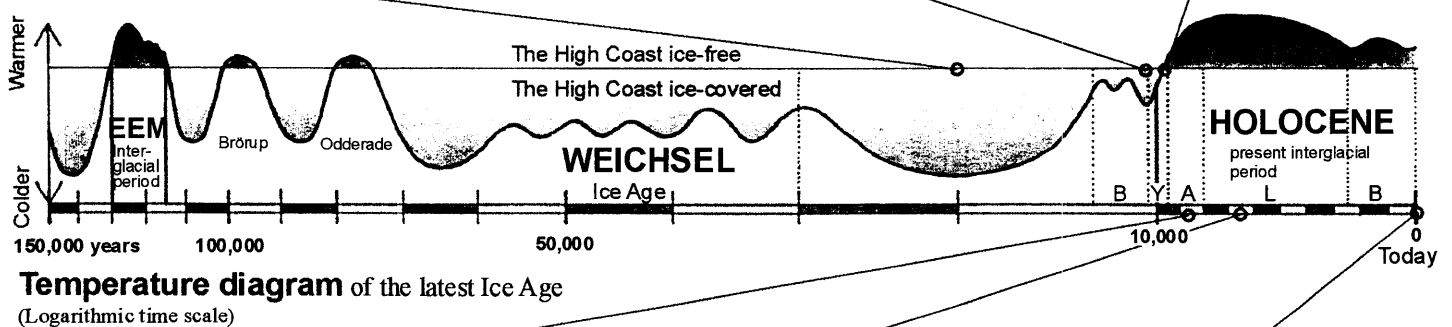 Warmer
Colder
The High Coast ice-free
The High Coast ice-covered
EEM
Inter-
glacial
period
Brörup
Odderade
WEICHSEL
Ice Age
HOLOCENE
present interglacial
period
B Y A L B
150,000 years 100,000 50,000 10,000 0
Today
Temperature diagram of the latest Ice Age
(Logarithmic time scale)